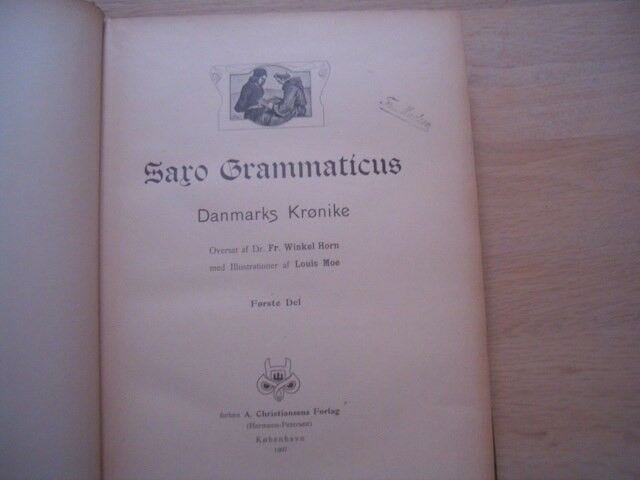 Saxo Grammaticus
Danmarks Krønike
Oversat af Dr. Fr. Winkel Horn
med Illustrationer af Louis Moe
Første Del
forhen A. Christiansens Forlag
(Hermann-Petersen)
København